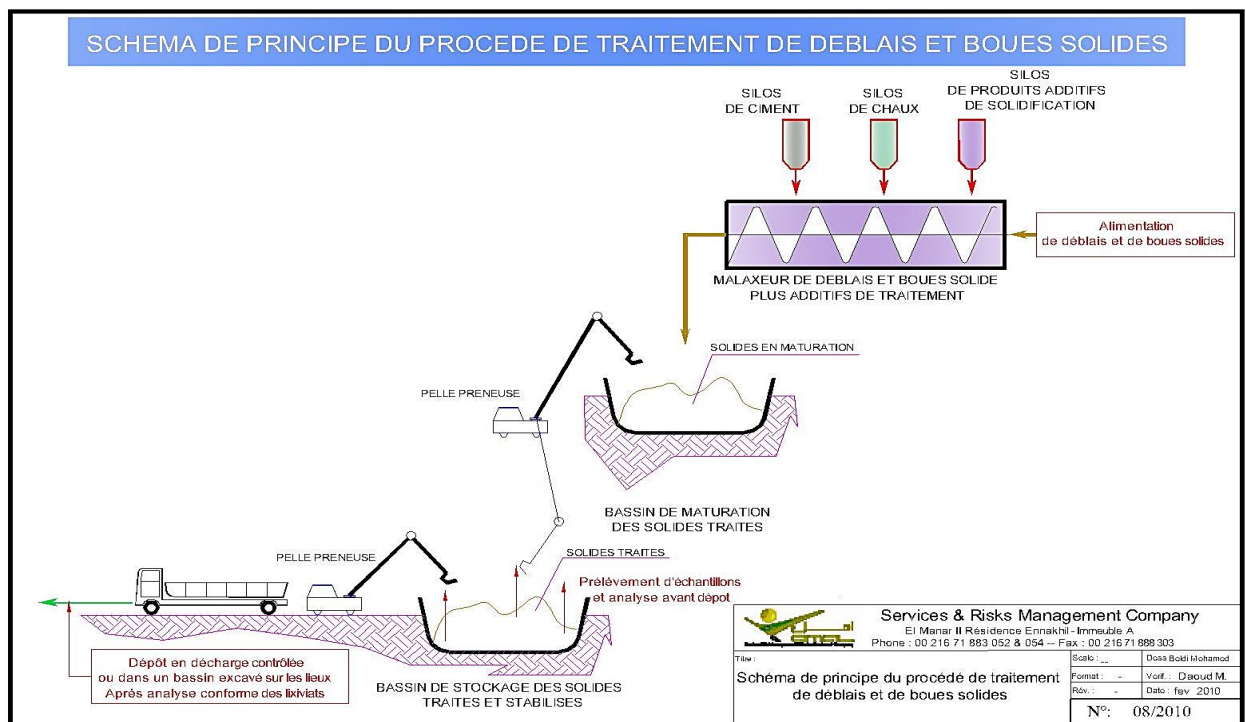 SCHEMA DE PRINCIPE DU PROCEDE DE TRAITEMENT DE DEBLAIS ET BOUES SOLIDES
SILOS
DE CIMENT
SILOS
DE CHAUX
SILOS
DE PRODUITS ADDITIFS
DE SOLIDIFICATION
Alimentation
de déblais et de boues solides
MALAXEUR DE DEBLAIS ET BOUES SOLIDE
PLUS ADDITIFS DE TRAITEMENT
SOLIDES EN MATURATION
PELLE PRENEUSE
BASSIN DE MATURATION
DES SOLIDES TRAITES
PELLE PRENEUSE
SOLIDES TRAITES
Prélèvement d'échantillons
et analyse avant dépot
Dépôt en décharge contrôlée
ou dans un bassin excavé sur les lieux
Après analyse conforme des lixiviats
BASSIN DE STOCKAGE DES SOLIDES
TRAITES ET STABILISES
Services & Risks Management Company
El Manar II Résidence Ennakhil - Immeuble A
Phone : 00 216 71 883 052 & 054 -- Fax : 00 216 71 888 303
Titre :
Schéma de principe du procédé de traitement
de déblais et de boues solides
Scale : __
Format : -
Verif. : Daoud M.
Rév. : -
Date : fev 2010
N°: 08/2010